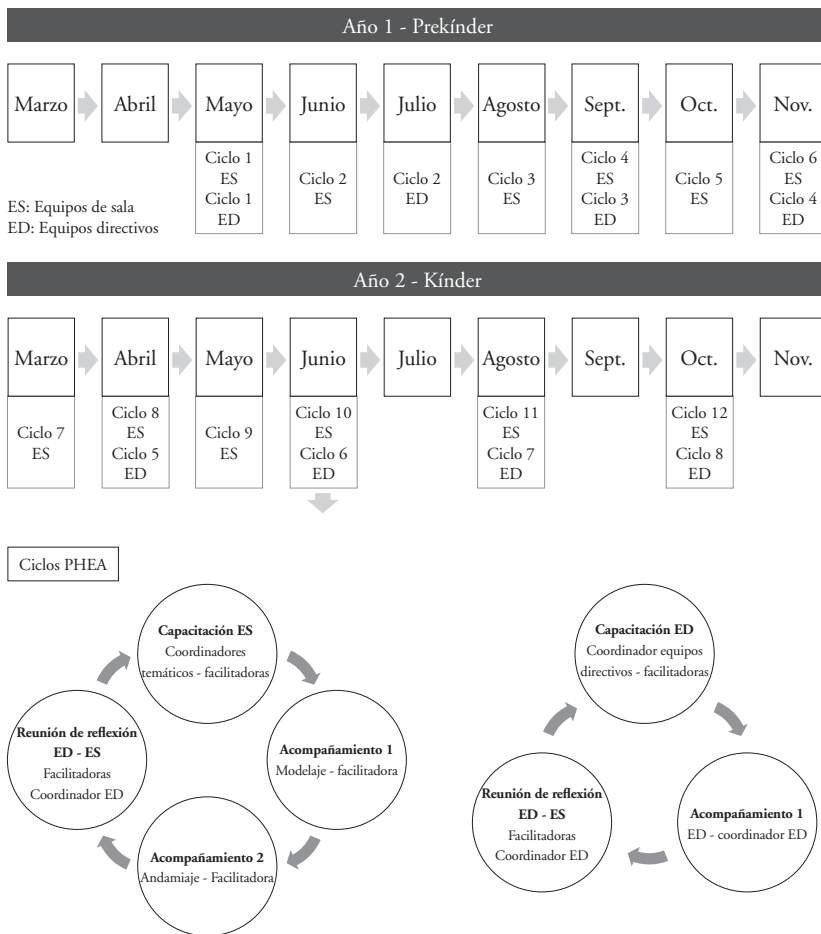 Año 1 - Prekínder
Marzo
Abril
Mayo
Junio
Julio
Agosto
Sept.
Oct.
Nov.
Ciclo 1
ES
Ciclo 1
ED
Ciclo 2
ES
Ciclo 2
ED
Ciclo 3
ES
Ciclo 4
ES
Ciclo 3
ED
Ciclo 5
ES
Ciclo 6
ES
Ciclo 4
ED
ES: Equipos de sala
ED: Equipos directivos
Año 2 - Kínder
Marzo
Abril
Mayo
Junio
Julio
Agosto
Sept.
Oct.
Nov.
Ciclo 7
ES
Ciclo 8
ES
Ciclo 5
ED
Ciclo 9
ES
Ciclo 10
ES
Ciclo 6
ED
Ciclo 11
ES
Ciclo 7
ED
Ciclo 12
ES
Ciclo 8
ED
Ciclos PHEA
Capacitación ES
Coordinadores
temáticos - facilitadoras
Acompañamiento 1
Modelaje - facilitadora
Acompañamiento 2
Andamiaje - Facilitadora
Reunión de reflexión
ED - ES
Facilitadoras
Coordinador ED
Capacitación ED
Coordinador equipos
directivos - facilitadoras
Acompañamiento 1
ED - coordinador ED
Reunión de reflexión
ED - ES
Facilitadoras
Coordinador ED